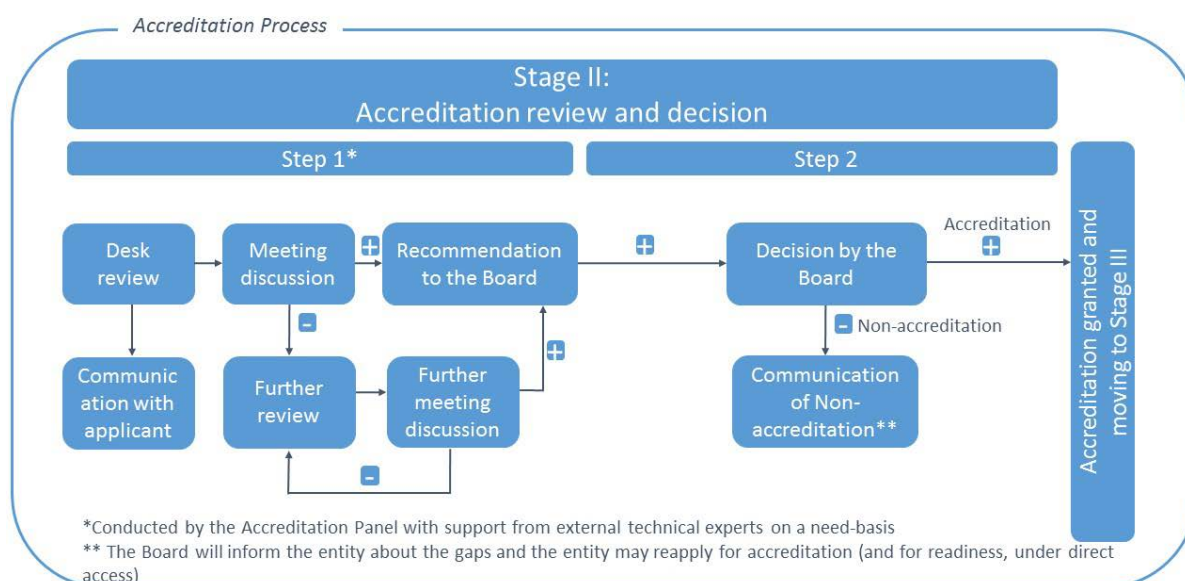 Accreditation Process
Stage II:
Accreditation review and decision
Step 1*
Step 2
Desk
review
Meeting
discussion
+
Recommendation
to the Board
+
Decision by the
Board
Accreditation
+
Accreditation granted and
moving to Stage III
-
- Non-accreditation
Communic
ation with
applicant
Further
review
Further
meeting
discussion
+
Communication
of Non-
accreditation**
-
*Conducted by the Accreditation Panel with support from external technical experts on a need-basis
** The Board will inform the entity about the gaps and the entity may reapply for accreditation (and for readiness, under direct
access)